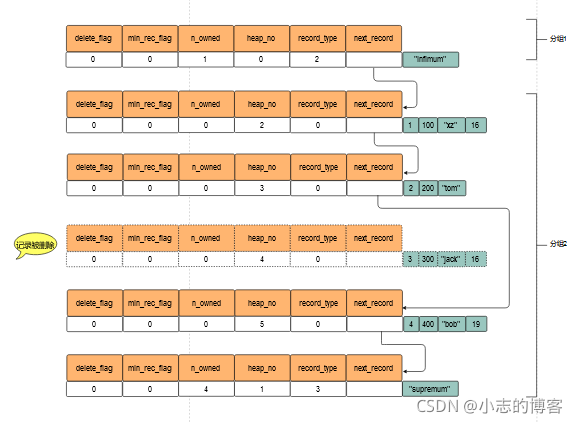 delete_flag min_rec_flag n_owned heap_no record_type next_record
分组1
0 0 1 0 2 "infimum"
delete_flag min_rec_flag n_owned heap_no record_type next_record
0 0 0 2 0 1 100 "xz" 16
delete_flag min_rec_flag n_owned heap_no record_type next_record
0 0 0 3 0 2 200 "tom"
delete_flag min_rec_flag n_owned heap_no record_type next_record
记录被删除
分组2
0 0 0 4 0 3 300 "jack" 16
delete_flag min_rec_flag n_owned heap_no record_type next_record
0 0 0 5 0 4 400 "bob" 19
delete_flag min_rec_flag n_owned heap_no record_type next_record
0 0 4 1 3 "supremum"
CSDN @小志的博客